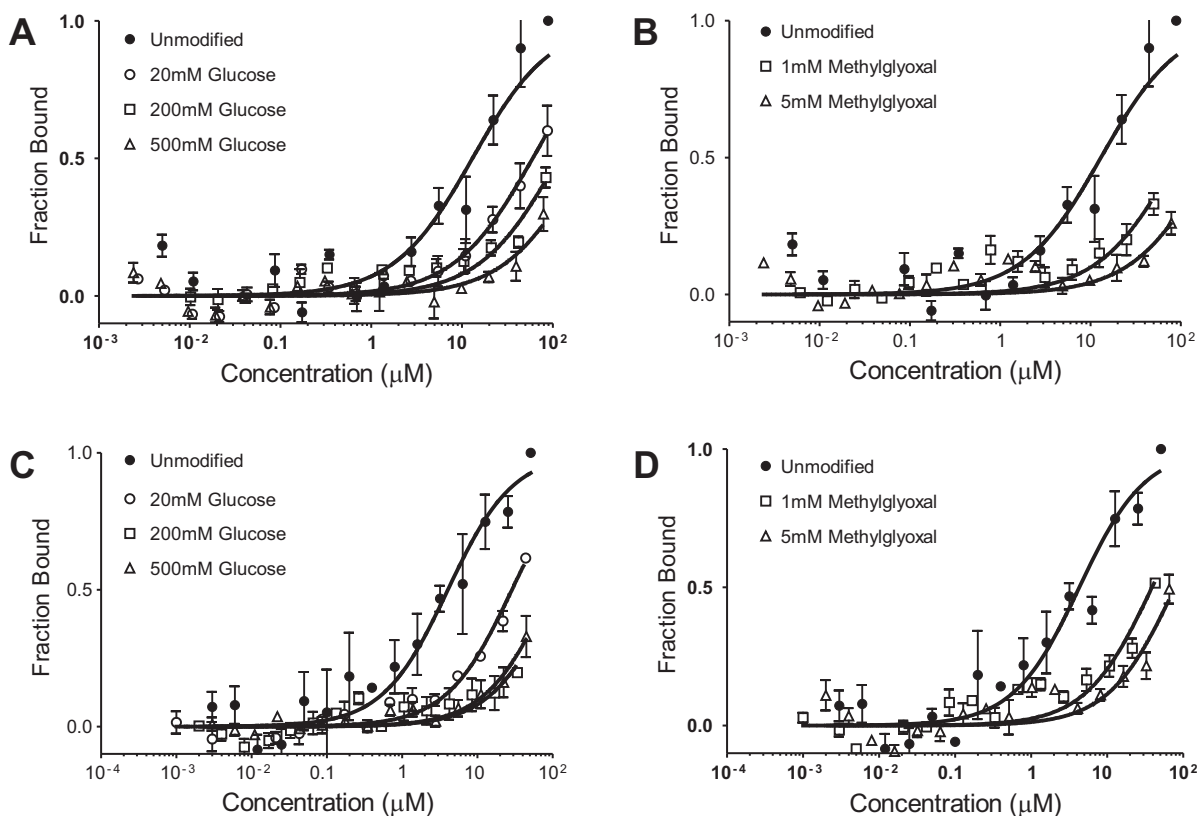 A
Unmodified
20mM Glucose
200mM Glucose
500mM Glucose
1.0
0.5
0.0
Fraction Bound
10⁻³ 10⁻² 0.1 1 10 10²
Concentration (μM)
B
Unmodified
1mM Methylglyoxal
5mM Methylglyoxal
1.0
0.5
0.0
Fraction Bound
10⁻³ 10⁻² 0.1 1 10 10²
Concentration (μM)
C
Unmodified
20mM Glucose
200mM Glucose
500mM Glucose
1.0
0.5
0.0
Fraction Bound
10⁻⁴ 10⁻³ 10⁻² 0.1 1 10 10²
Concentration (μM)
D
Unmodified
1mM Methylglyoxal
5mM Methylglyoxal
1.0
0.5
0.0
Fraction Bound
10⁻⁴ 10⁻³ 10⁻² 0.1 1 10 10²
Concentration (μM)